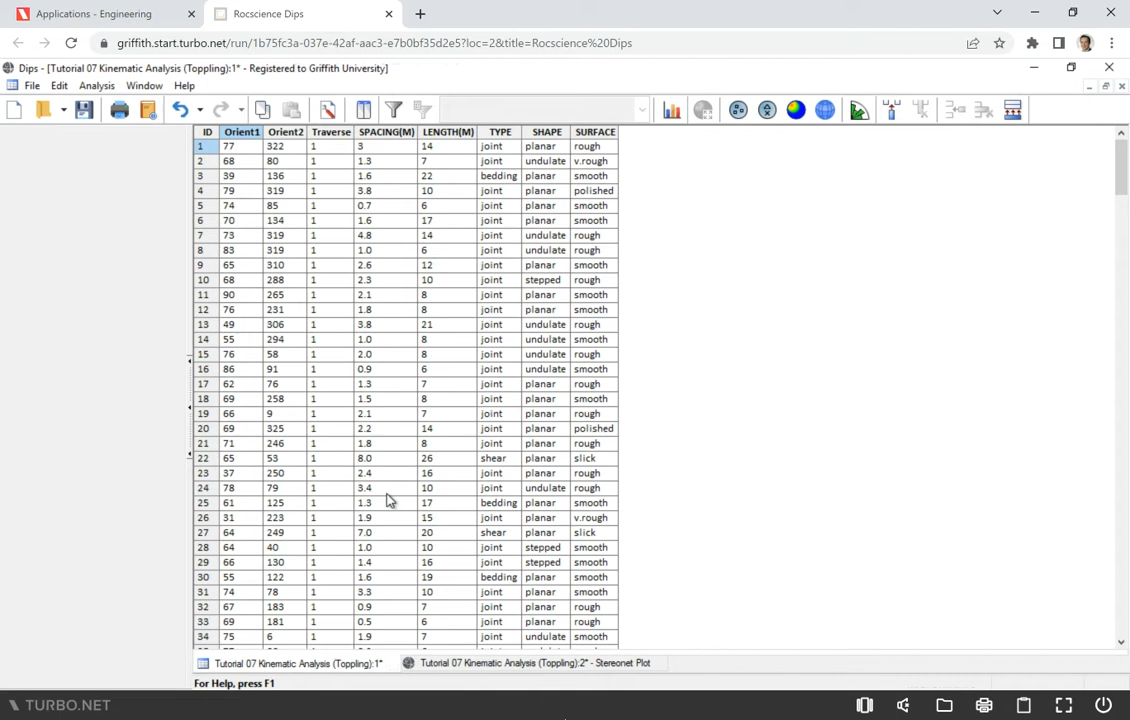 Applications - Engineering
Rocscience Dips
griffith.start.turbo.net/run/1b75fc3a-037e-42af-aac3-e7b0bf35d2e5?loc=2&title=Rocscience%20Dips
Dips - [Tutorial 07 Kinematic Analysis (Toppling):1* - Registered to Griffith University]
File Edit Analysis Window Help
ID Orient1 Orient2 Traverse SPACING(M) LENGTH(M) TYPE SHAPE SURFACE
1 77 322 1 3 14 joint planar rough
2 68 80 1 1.3 7 joint undulate v.rough
3 39 136 1 1.6 22 bedding planar smooth
4 79 319 1 3.8 10 joint planar polished
5 74 85 1 0.7 6 joint planar smooth
6 70 134 1 1.6 17 joint planar smooth
7 73 319 1 4.8 14 joint undulate rough
8 83 319 1 1.0 6 joint undulate rough
9 65 310 1 2.6 12 joint planar smooth
10 68 288 1 2.3 10 joint stepped rough
11 90 265 1 2.1 8 joint planar smooth
12 76 231 1 1.8 8 joint planar smooth
13 49 306 1 3.8 21 joint undulate rough
14 55 294 1 1.0 8 joint undulate smooth
15 76 58 1 2.0 8 joint undulate rough
16 86 91 1 0.9 6 joint undulate smooth
17 62 76 1 1.3 7 joint planar rough
18 69 258 1 1.5 8 joint planar smooth
19 66 9 1 2.1 7 joint planar rough
20 69 325 1 2.2 14 joint planar polished
21 71 246 1 1.8 8 joint planar rough
22 65 53 1 8.0 26 shear planar slick
23 37 250 1 2.4 16 joint planar rough
24 78 79 1 3.4 10 joint undulate rough
25 61 125 1 1.3 17 bedding planar smooth
26 31 223 1 1.9 15 joint planar v.rough
27 64 249 1 7.0 20 shear planar slick
28 64 40 1 1.0 10 joint stepped smooth
29 66 130 1 1.4 16 joint stepped smooth
30 55 122 1 1.6 19 bedding planar smooth
31 74 78 1 3.3 10 joint planar smooth
32 67 183 1 0.9 7 joint planar rough
33 69 181 1 0.5 6 joint planar rough
34 75 6 1 1.9 7 joint undulate smooth
Tutorial 07 Kinematic Analysis (Toppling):1* Tutorial 07 Kinematic Analysis (Toppling):2* - Stereonet Plot
For Help, press F1
TURBO.NET